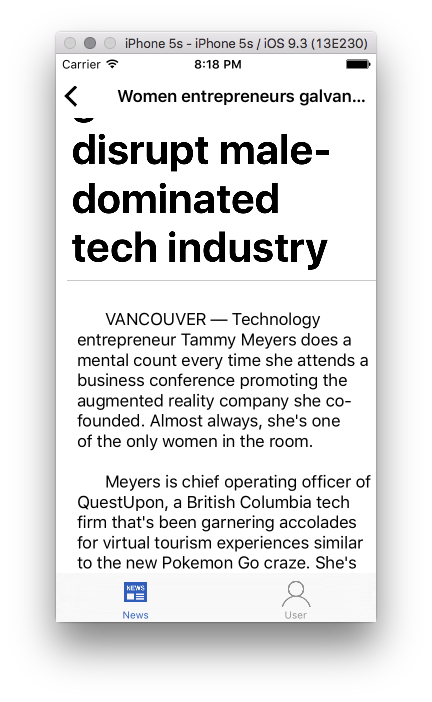 iPhone 5s - iPhone 5s / iOS 9.3 (13E230)
Carrier 8:18 PM
Women entrepreneurs galvan...
disrupt male-
dominated
tech industry
VANCOUVER — Technology
entrepreneur Tammy Meyers does a
mental count every time she attends a
business conference promoting the
augmented reality company she co-
founded. Almost always, she's one
of the only women in the room.
Meyers is chief operating officer of
QuestUpon, a British Columbia tech
firm that's been garnering accolades
for virtual tourism experiences similar
to the new Pokemon Go craze. She's
NEWS
News User